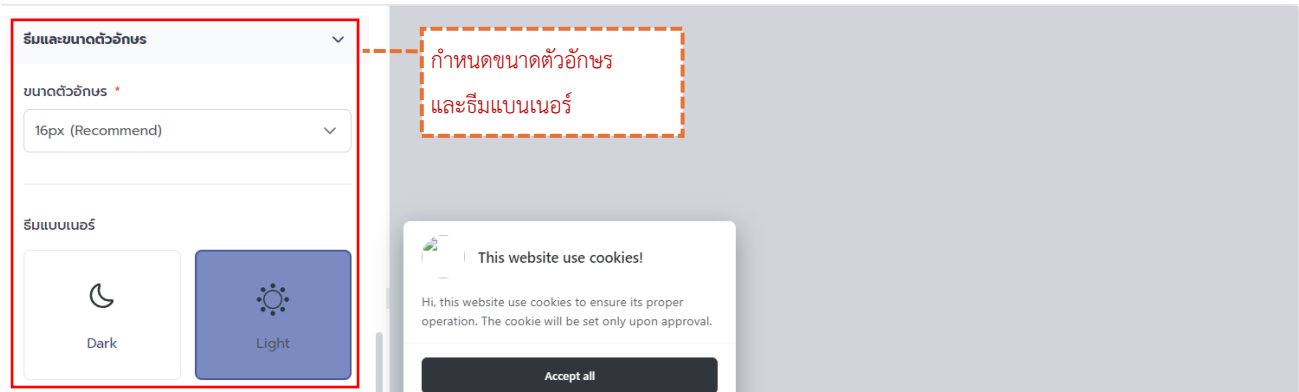 ธีมและขนาดตัวอักษร
ขนาดตัวอักษร *
16px (Recommend)
ธีมแบบเนอร์
Dark
Light
กำหนดขนาดตัวอักษร
และธีมแบนเนอร์
This website use cookies!
Hi, this website use cookies to ensure its proper
operation. The cookie will be set only upon approval.
Accept all